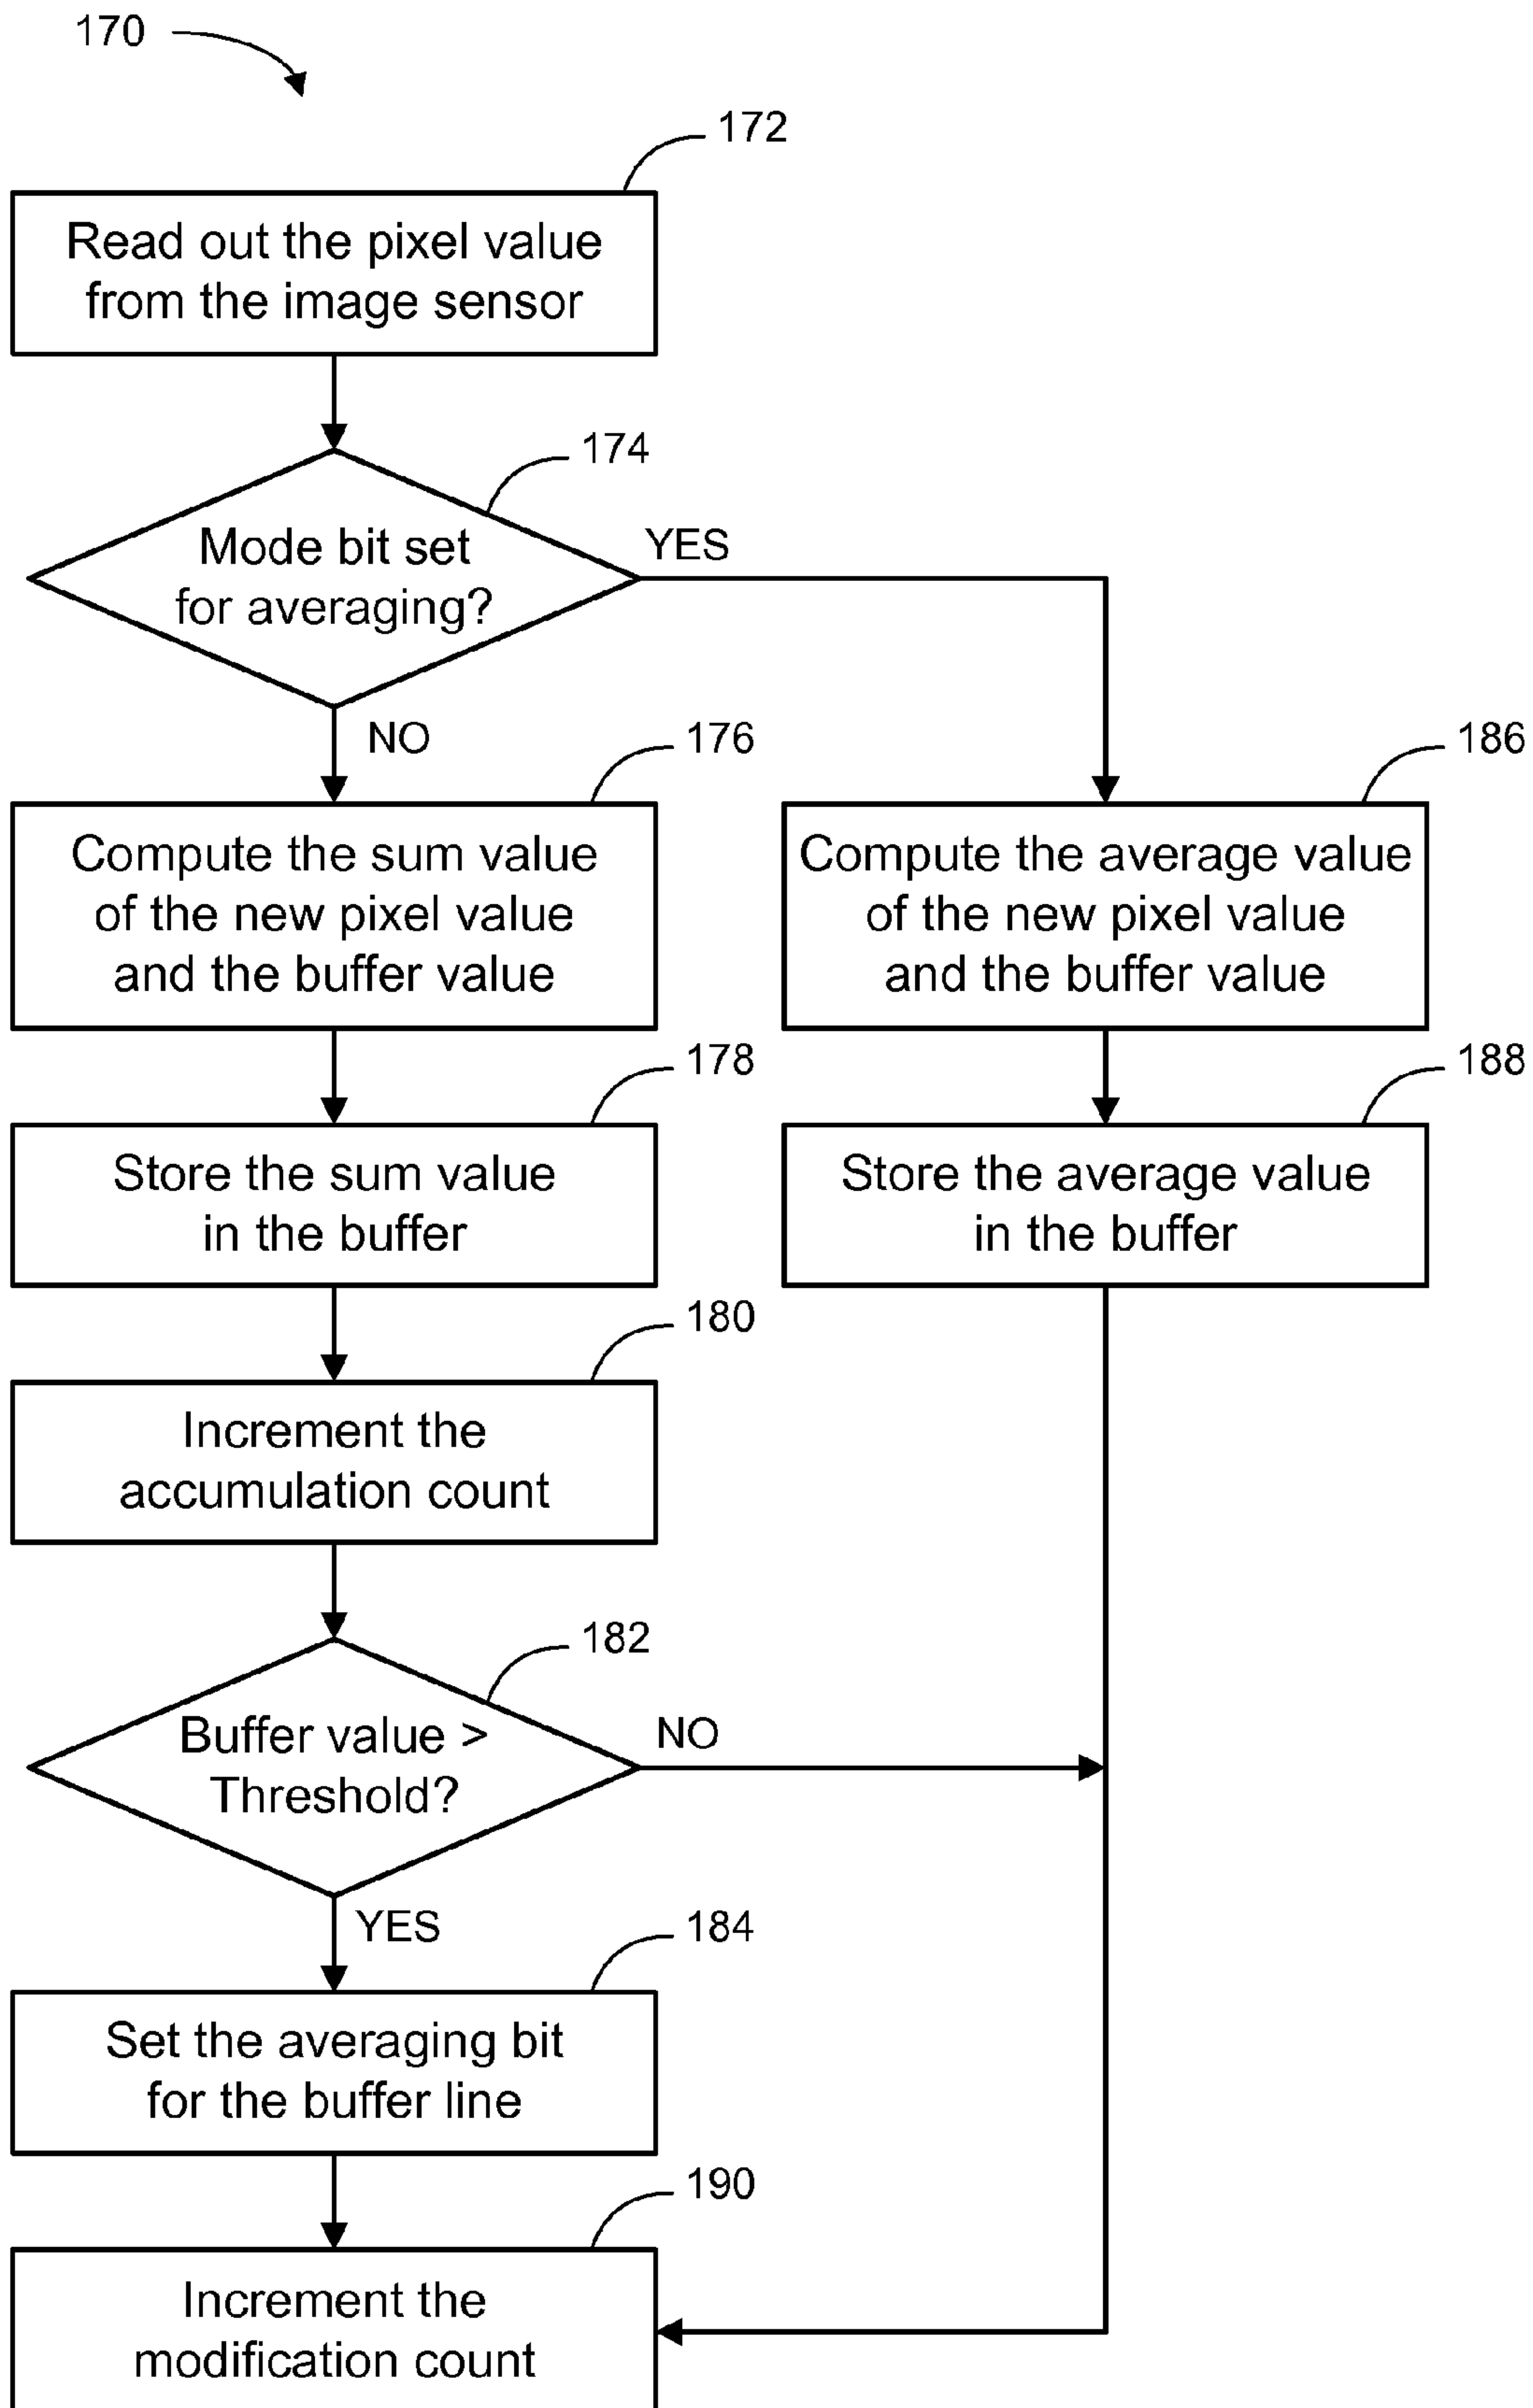 170
172
Read out the pixel value
from the image sensor
174
Mode bit set
for averaging?
YES
NO
176
Compute the sum value
of the new pixel value
and the buffer value
186
Compute the average value
of the new pixel value
and the buffer value
178
Store the sum value
in the buffer
188
Store the average value
in the buffer
180
Increment the
accumulation count
182
Buffer value >
Threshold?
NO
YES
184
Set the averaging bit
for the buffer line
190
Increment the
modification count